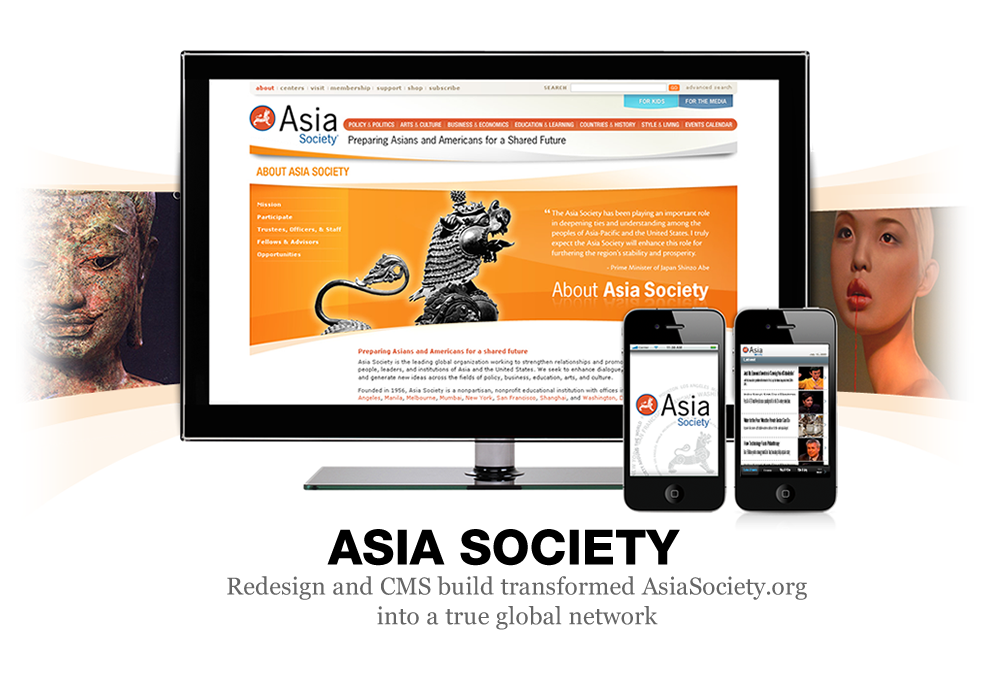 about | centers | visit | membership | support | shop | subscribe
SEARCH GO advanced search
FOR KIDS FOR THE MEDIA
Asia
Society
POLICY & POLITICS | ARTS & CULTURE | BUSINESS & ECONOMICS | EDUCATION & LEARNING | COUNTRIES & HISTORY | STYLE & LIVING | EVENTS CALENDAR
Preparing Asians and Americans for a Shared Future
ABOUT ASIA SOCIETY
Mission
Participate
Trustees, Officers, & Staff
Fellows & Advisors
Opportunities
“ The Asia Society has been playing an important role
in deepening ties and understanding among the
peoples of Asia-Pacific and the United States. I truly
expect the Asia Society will enhance this role for
furthering the region's stability and prosperity.
- Prime Minister of Japan Shinzo Abe
About Asia Society
Preparing Asians and Americans for a shared future
Asia Society is the leading global organization working to strengthen relationships and
people, leaders, and institutions of Asia and the United States. We seek to enhance dialogue,
and generate new ideas across the fields of policy, business, education, arts, and culture.
Founded in 1956, Asia Society is a nonpartisan, nonprofit educational institution with offices
Angeles, Manila, Melbourne, Mumbai, New York, San Francisco, Shanghai, and Washington, D
Asia
Society
Asia
ASIA SOCIETY
Redesign and CMS build transformed AsiaSociety.org
into a true global network